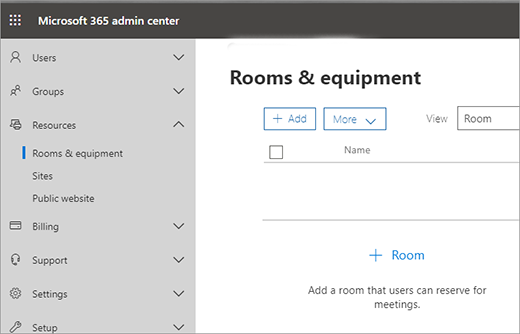 Microsoft 365 admin center
Users
Groups
Resources
Rooms & equipment
Sites
Public website
Billing
Support
Settings
Setup
Rooms & equipment
+ Add More View Room
Name
+ Room
Add a room that users can reserve for
meetings.